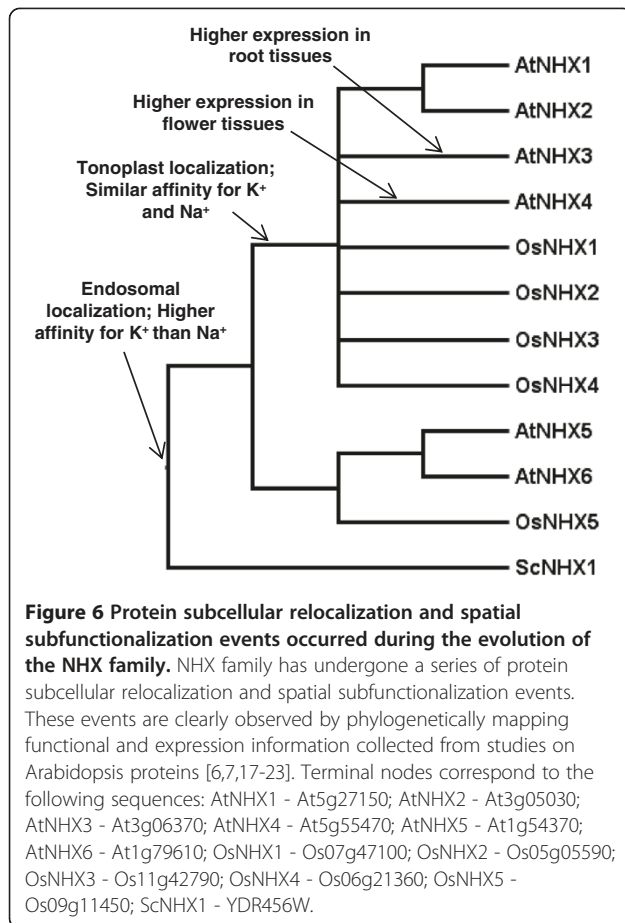 Higher expression in
root tissues
Higher expression in
flower tissues
Tonoplast localization;
Similar affinity for K⁺
and Na⁺
Endosomal
localization; Higher
affinity for K⁺ than Na⁺
AtNHX1
AtNHX2
AtNHX3
AtNHX4
OsNHX1
OsNHX2
OsNHX3
OsNHX4
AtNHX5
AtNHX6
OsNHX5
ScNHX1
Figure 6 Protein subcellular relocalization and spatial
subfunctionalization events occurred during the evolution of
the NHX family. NHX family has undergone a series of protein
subcellular relocalization and spatial subfunctionalization events.
These events are clearly observed by phylogenetically mapping
functional and expression information collected from studies on
Arabidopsis proteins [6,7,17-23]. Terminal nodes correspond to the
following sequences: AtNHX1 - At5g27150; AtNHX2 - At3g05030;
AtNHX3 - At3g06370; AtNHX4 - At5g55470; AtNHX5 - At1g54370;
AtNHX6 - At1g79610; OsNHX1 - Os07g47100; OsNHX2 - Os05g05590;
OsNHX3 - Os11g42790; OsNHX4 - Os06g21360; OsNHX5 -
Os09g11450; ScNHX1 - YDR456W.